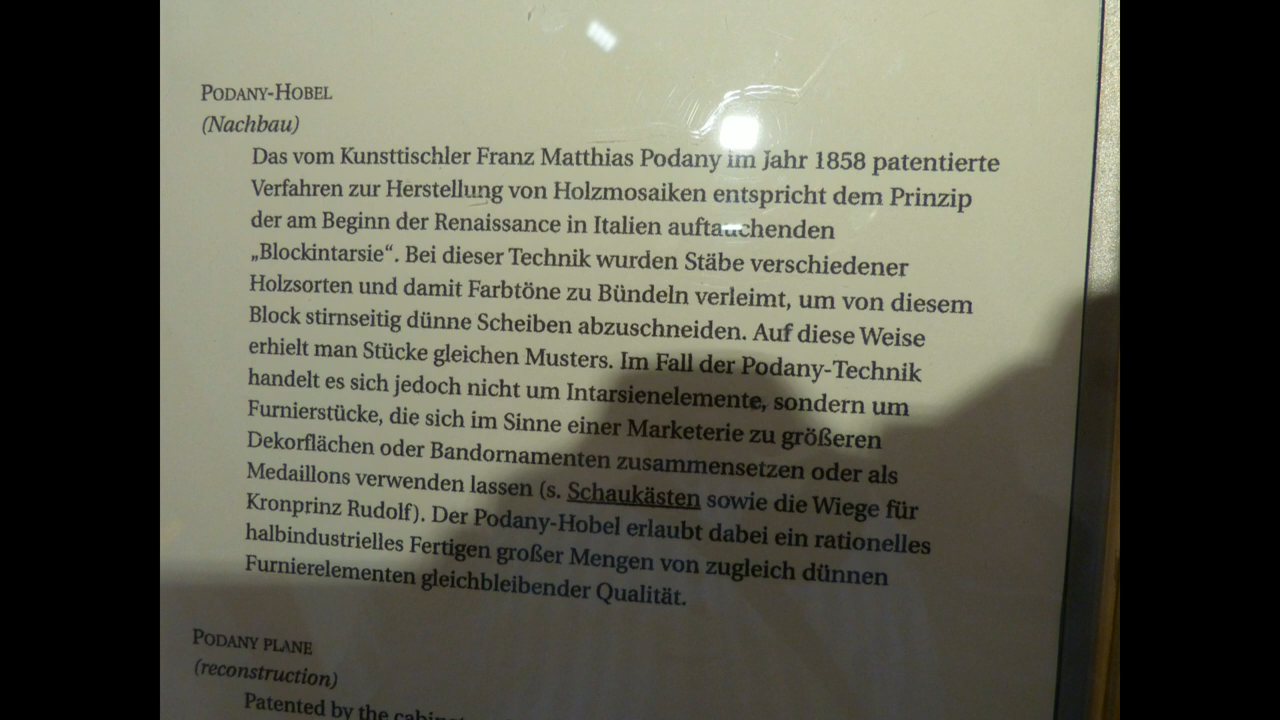 PODANY-HOBEL
(Nachbau)
Das vom Kunsttischler Franz Matthias Podany im Jahr 1858 patentierte
Verfahren zur Herstellung von Holzmosaiken entspricht dem Prinzip
der am Beginn der Renaissance in Italien auftauchenden
„Blockintarsie“. Bei dieser Technik wurden Stäbe verschiedener
Holzsorten und damit Farbtöne zu Bündeln verleimt, um von diesem
Block stirnseitig dünne Scheiben abzuschneiden. Auf diese Weise
erhielt man Stücke gleichen Musters. Im Fall der Podany-Technik
handelt es sich jedoch nicht um Intarsienelemente, sondern um
Furnierstücke, die sich im Sinne einer Marketerie zu größeren
Dekorflächen oder Bandornamenten zusammensetzen oder als
Medaillons verwenden lassen (s. Schaukästen sowie die Wiege für
Kronprinz Rudolf). Der Podany-Hobel erlaubt dabei ein rationelles
halbindustrielles Fertigen großer Mengen von zugleich dünnen
Furnierelementen gleichbleibender Qualität.
PODANY PLANE
(reconstruction)
Patented by the